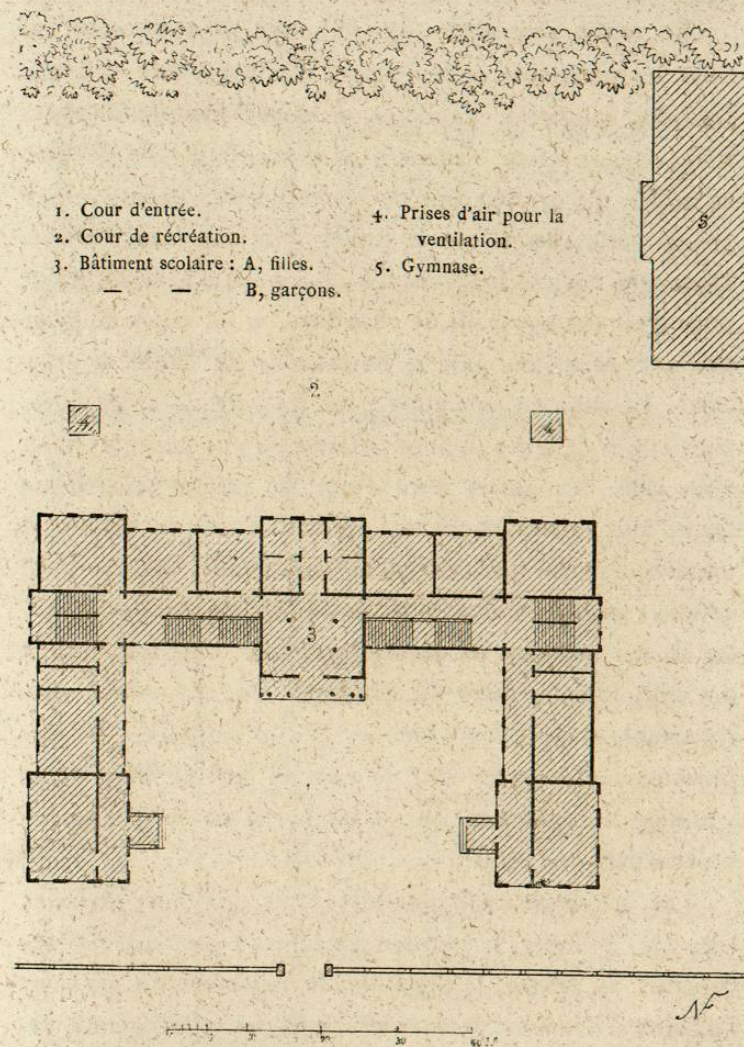 1. Cour d'entrée.
2. Cour de récréation.
3. Bâtiment scolaire : A, filles.
— — B, garçons.
4. Prises d'air pour la
ventilation.
5. Gymnase.
5
2
4
4
3
NF